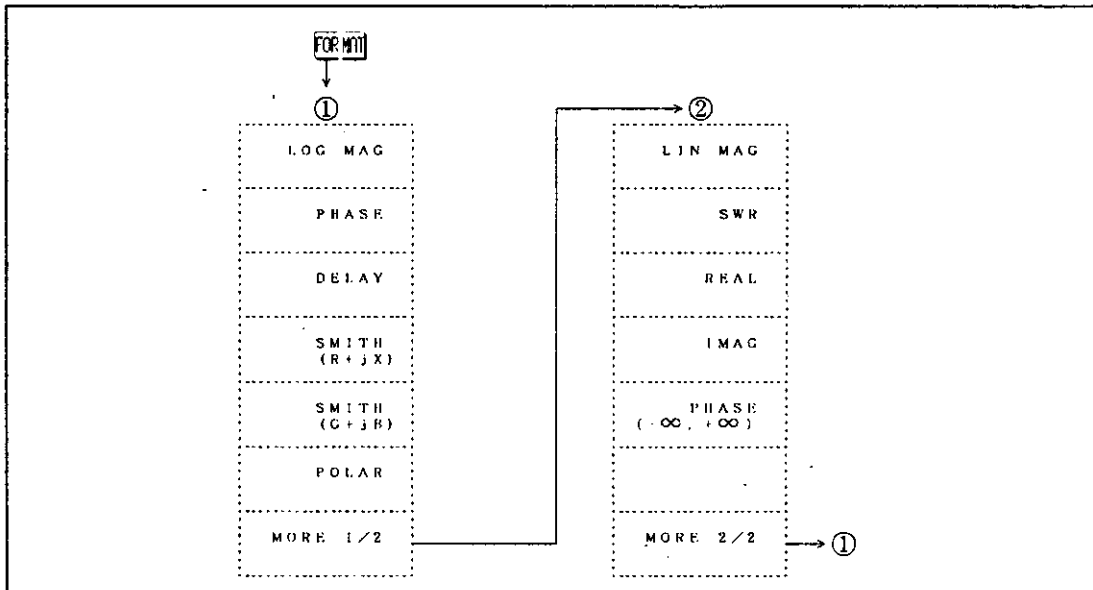 FORMAT
①
LOG MAG
PHASE
DELAY
SMITH
(R+jX)
SMITH
(G+jB)
POLAR
MORE 1/2
②
LIN MAG
SWR
REAL
IMAG
PHASE
(-∞, +∞)
MORE 2/2
①